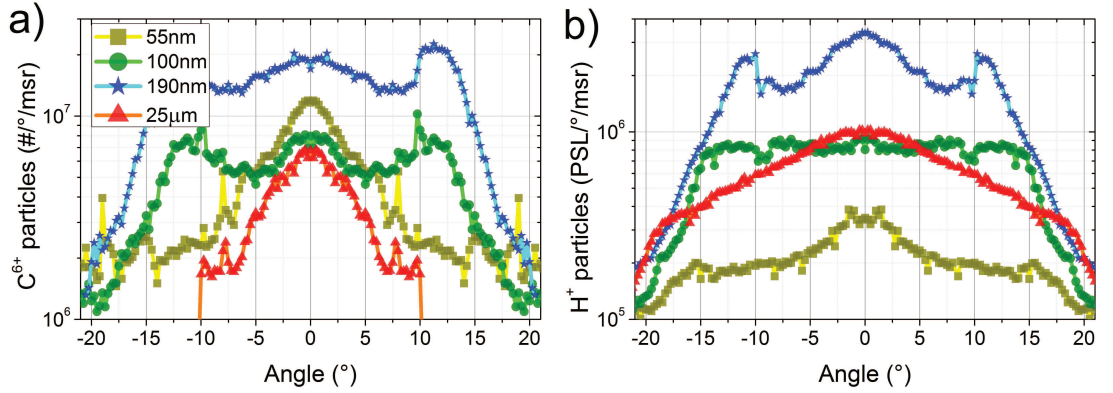 a)
55nm
100nm
190nm
25μm
10⁷
10⁶
C⁶⁺ particles (#/°/msr)
-20 -15 -10 -5 0 5 10 15 20
Angle (°)
b)
10⁶
10⁵
H⁺ particles (PSL/°/msr)
-20 -15 -10 -5 0 5 10 15 20
Angle (°)